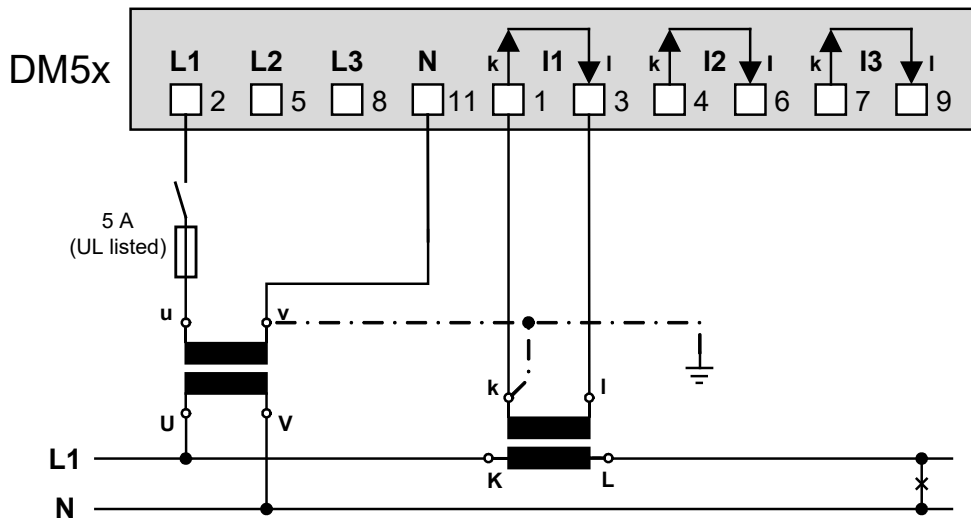 DM5x
L1 L2 L3 N k I1 l k I2 l k I3 l
2 5 8 11 1 3 4 6 7 9
5 A
(UL listed)
u v
k l
U V
L1 K L
N